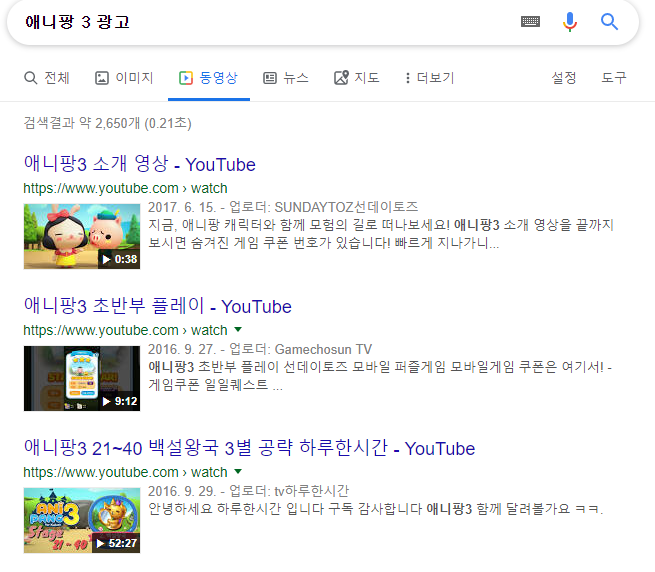 애니팡 3 광고
전체 이미지 동영상 뉴스 지도 더보기 설정 도구
검색결과 약 2,650개 (0.21초)
애니팡3 소개 영상 - YouTube
https://www.youtube.com › watch
2017. 6. 15. - 업로더: SUNDAYTOZ선데이토즈
지금, 애니팡 캐릭터와 함께 모험의 길로 떠나보세요! 애니팡3 소개 영상을 끝까지
보시면 숨겨진 게임 쿠폰 번호가 있습니다! 빠르게 지나가니...
0:38
애니팡3 초반부 플레이 - YouTube
https://www.youtube.com › watch
2016. 9. 27. - 업로더: Gamechosun TV
애니팡3 초반부 플레이 선데이토즈 모바일 퍼즐게임 모바일게임 쿠폰은 여기서! -
게임쿠폰 일일퀘스트 ...
9:12
애니팡3 21~40 백설왕국 3별 공략 하루한시간 - YouTube
https://www.youtube.com › watch
2016. 9. 29. - 업로더: tv하루한시간
안녕하세요 하루한시간 입니다 구독 감사합니다 애니팡3 함께 달려볼가요 ㅋㅋ.
ANI
PANG 3
Stage
21 ~ 40
52:27